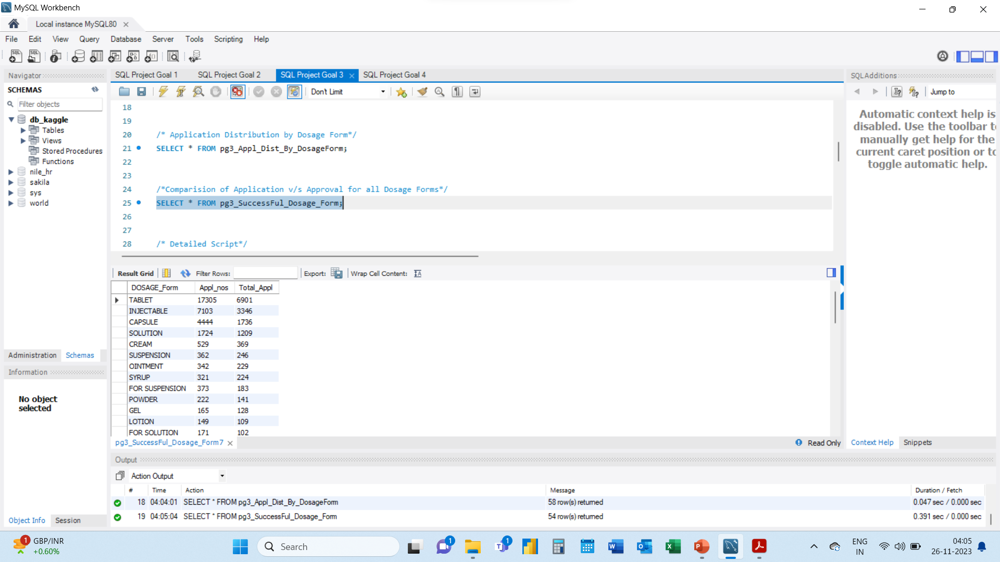 MySQL Workbench
Local instance MySQL80
File Edit View Query Database Server Tools Scripting Help
Navigator
SCHEMAS
Filter objects
db_kaggle
Tables
Views
Stored Procedures
Functions
nile_hr
sakila
sys
world
Administration Schemas
Information
No object
selected
Object Info Session
SQL Project Goal 1 SQL Project Goal 2 SQL Project Goal 3 SQL Project Goal 4
Don't Limit
18
19
20 /* Application Distribution by Dosage Form*/
21 SELECT * FROM pg3_Appl_Dist_By_DosageForm;
22
23
24 /*Comparision of Application v/s Approval for all Dosage Forms*/
25 SELECT * FROM pg3_SuccessFul_Dosage_Form;
26
27
28 /* Detailed Script*/
Result Grid Filter Rows: Export: Wrap Cell Content:
DOSAGE_Form Appl_nos Total_Appl
TABLET 17305 6901
INJECTABLE 7103 3346
CAPSULE 4444 1736
SOLUTION 1724 1209
CREAM 529 369
SUSPENSION 362 246
OINTMENT 342 229
SYRUP 321 224
FOR SUSPENSION 373 183
POWDER 222 141
GEL 165 128
LOTION 149 109
FOR SOLUTION 171 102
pg3_SuccessFul_Dosage_Form7
Read Only
SQLAdditions
Jump to
Automatic context help is
disabled. Use the toolbar t
manually get help for the
current caret position or to
toggle automatic help.
Context Help Snippets
Output
Action Output
# Time Action Message Duration / Fetch
18 04:04:01 SELECT * FROM pg3_Appl_Dist_By_DosageForm 58 row(s) returned 0.047 sec / 0.000 sec
19 04:05:04 SELECT * FROM pg3_SuccessFul_Dosage_Form 54 row(s) returned 0.391 sec / 0.000 sec
1
GBP/INR
+0.60%
Search
1
1
ENG
IN
04:05
26-11-2023